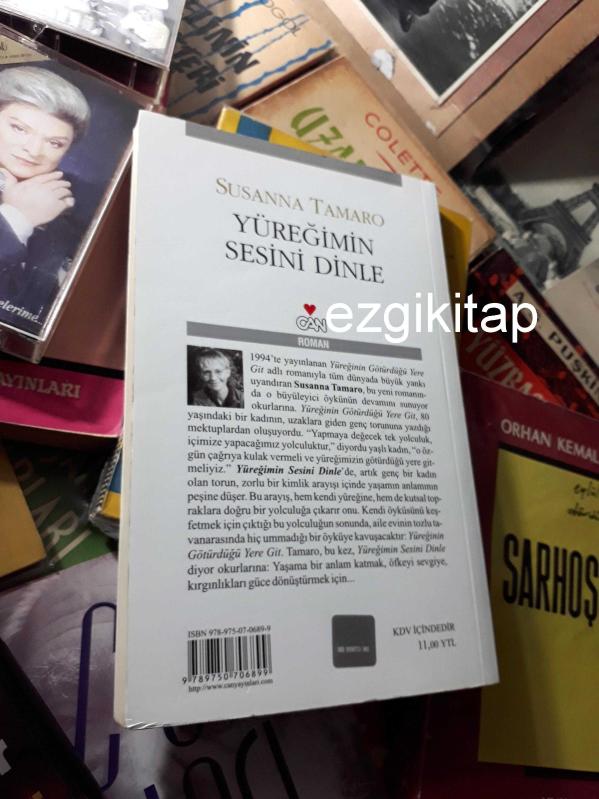 GOGOL
COLETTE
SUSANNA TAMARO
YÜREĞİMİN
SESİNİ DİNLE
CAN
ezgikitap
ROMAN
1994'te yayınlanan Yüreğinin Götürdüğü Yere
Git adlı romanıyla tüm dünyada büyük yankı
uyandıran Susanna Tamaro, bu yeni romanın-
da o büyüleyici öykünün devamını sunuyor
okurlarına. Yüreğinin Götürdüğü Yere Git, 80
yaşındaki bir kadının, uzaklara giden genç torununa yazdığı
mektuplardan oluşuyordu. “Yapmaya değecek tek yolculuk,
içimize yapacağımız yolculuktur,” diyordu yaşlı kadın, “o öz-
gün çağrıya kulak vermeli ve yüreğimizin götürdüğü yere git-
meliyiz.” Yüreğimin Sesini Dinle'de, artık genç bir kadın
olan torun, zorlu bir kimlik arayışı içinde yaşamın anlamının
peşine düşer. Bu arayış, hem kendi yüreğine, hem de kutsal top-
raklara doğru bir yolculuğa çıkarır onu. Kendi öyküsünü keş-
fetmek için çıktığı bu yolculuğun sonunda, aile evinin tozlu ta-
vanarasında hiç ummadığı bir öyküye kavuşacaktır: Yüreğinin
Götürdüğü Yere Git. Tamaro, bu kez, Yüreğimin Sesini Dinle
diyor okurlarına: Yaşama bir anlam katmak, öfkeyi sevgiye,
kırgınlıkları güce dönüştürmek için...
ISBN 978-975-07-0689-9
9 789750 706899
http://www.canyayinlari.com
KDV İÇİNDEDİR
11,00 YTL
PUŞKİ
YÜZBA
ORHAN KEMAL
SARHOŞ
AYINLARI
elerime...